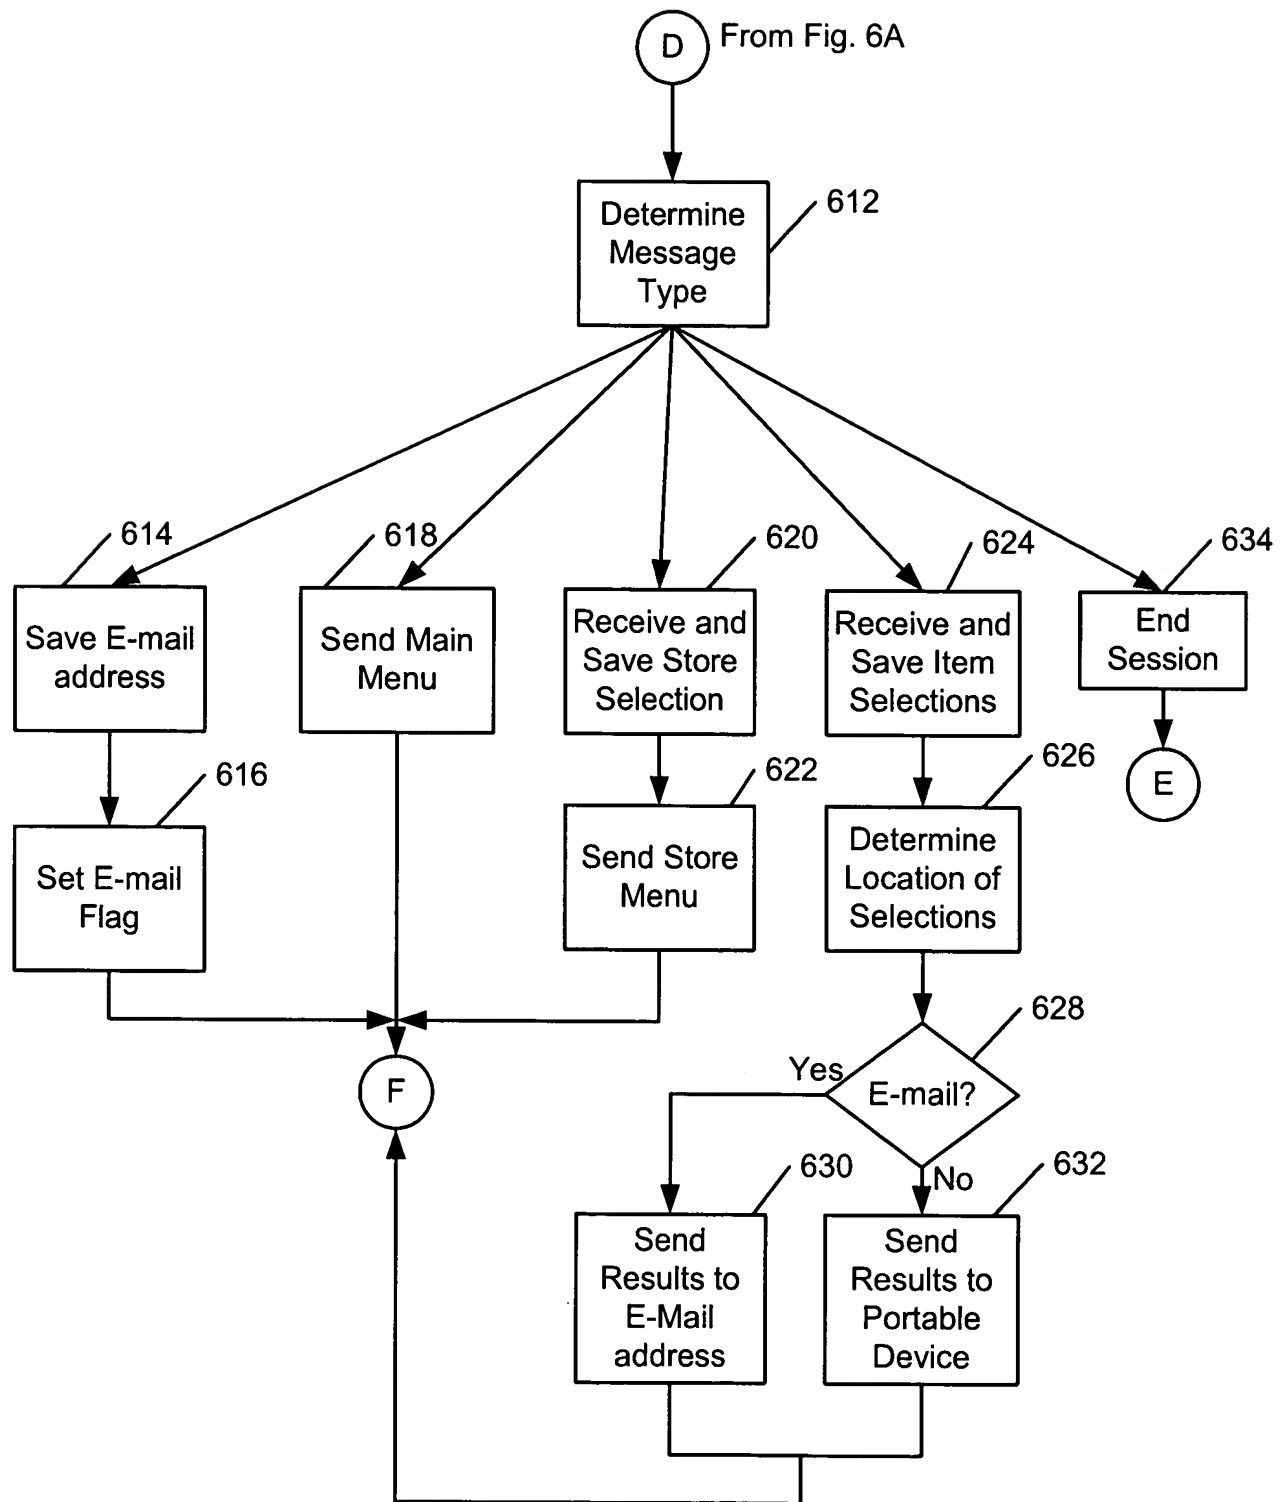 D
From Fig. 6A
Determine
Message
Type
612
614
618
620
624
634
Save E-mail
address
Send Main
Menu
Receive and
Save Store
Selection
Receive and
Save Item
Selections
End
Session
616
622
626
E
Set E-mail
Flag
Send Store
Menu
Determine
Location of
Selections
628
F
Yes
E-mail?
No
630
632
Send
Results to
E-Mail
address
Send
Results to
Portable
Device